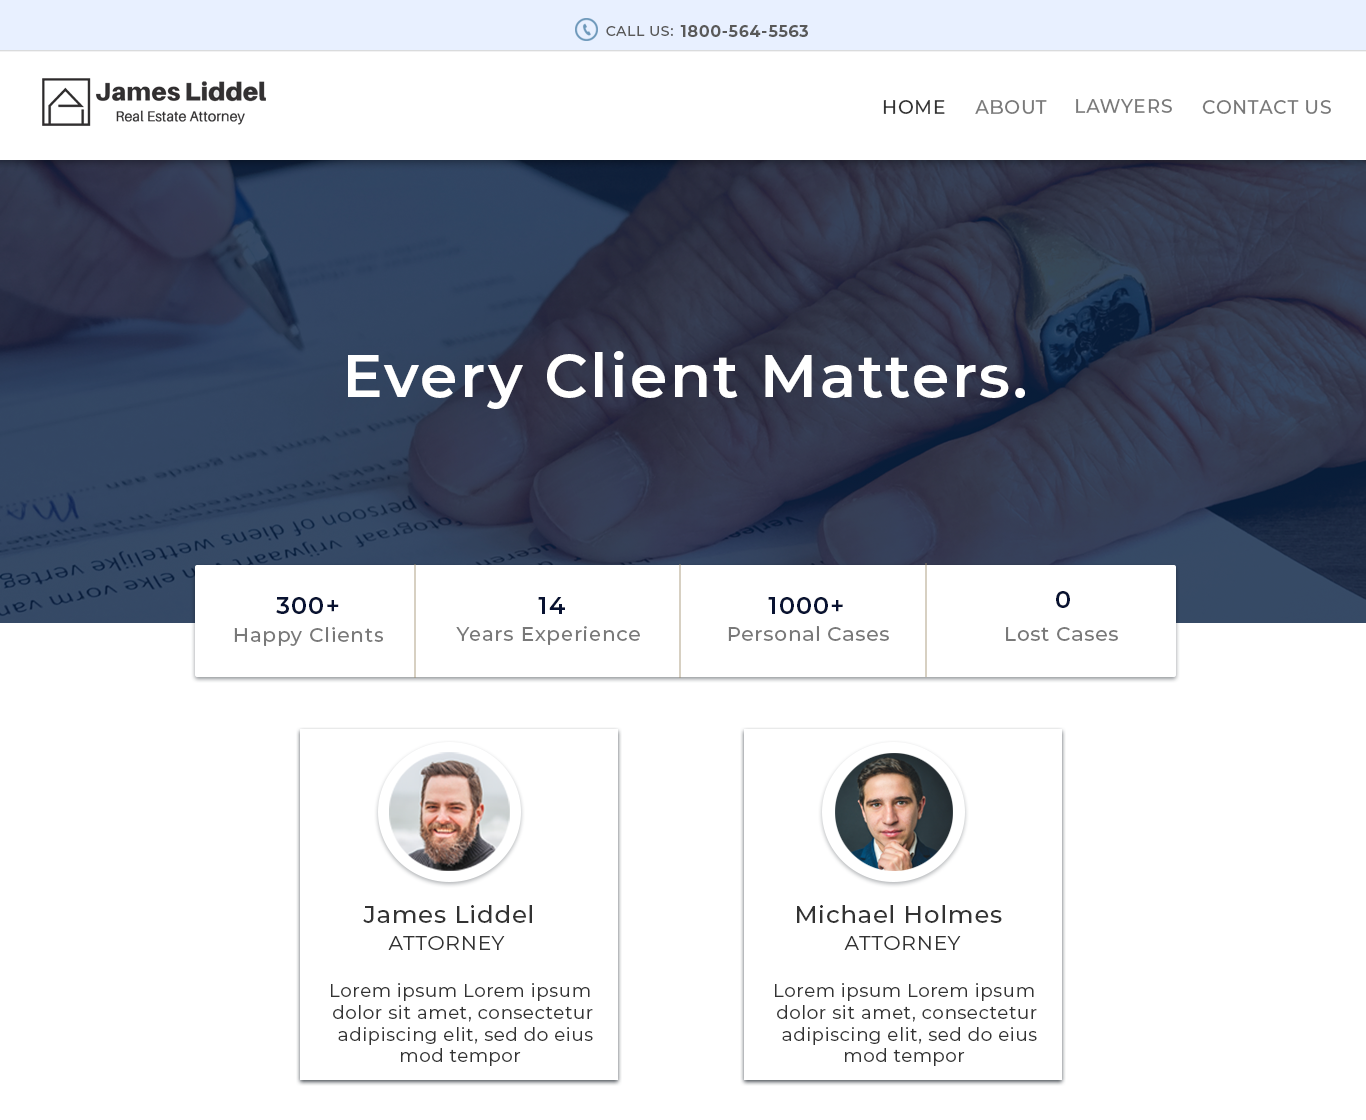 CALL US: 1800-564-5563
James Liddel
Real Estate Attorney
HOME ABOUT LAWYERS CONTACT US
Every Client Matters.
300+ 14 1000+ 0
Happy Clients Years Experience Personal Cases Lost Cases
James Liddel
ATTORNEY
Lorem ipsum Lorem ipsum
dolor sit amet, consectetur
adipiscing elit, sed do eius
mod tempor
Michael Holmes
ATTORNEY
Lorem ipsum Lorem ipsum
dolor sit amet, consectetur
adipiscing elit, sed do eius
mod tempor